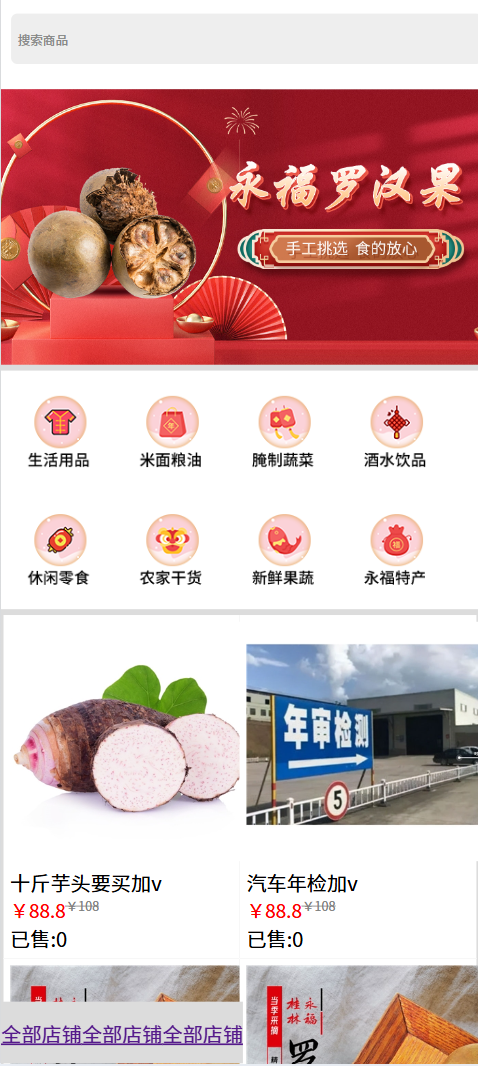 搜索商品
永福罗汉果
手工挑选 食的放心
生活用品 米面粮油 腌制蔬菜 酒水饮品
年
休闲零食 农家干货 新鲜果蔬 永福特产
福
年审检测
5
十斤芋头要买加v 汽车年检加v
￥88.8￥108 ￥88.8￥108
已售:0 已售:0
当季采摘 桂林永福
罗
全部店铺全部店铺全部店铺